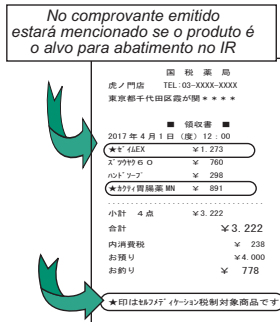 No comprovante emitido
estará mencionado se o produto é
o alvo para abatimento no IR
国 税 薬 局
虎ノ門店 TEL:03-XXXX-XXXX
東京都千代田区霞が関＊＊＊＊
■ 領収書 ■
2017 年 4 月 1 日 (度) 12 : 00
★ｾﾞｲﾑEX ￥1. 273
ｽﾞﾂｳﾔｸ６０ ￥ 760
ﾊﾝﾄﾞｿｰﾌﾟ ￥ 298
★ｶｸﾃｨ胃腸薬 MN ￥ 891
小計 ４点 ￥3. 222
合計 ￥3. 222
内消費税 ￥ 238
お預り ￥4. 000
お釣り ￥ 778
★印はｾﾙﾌﾒﾃﾞｨｹｰｼｮﾝ税制対象商品です